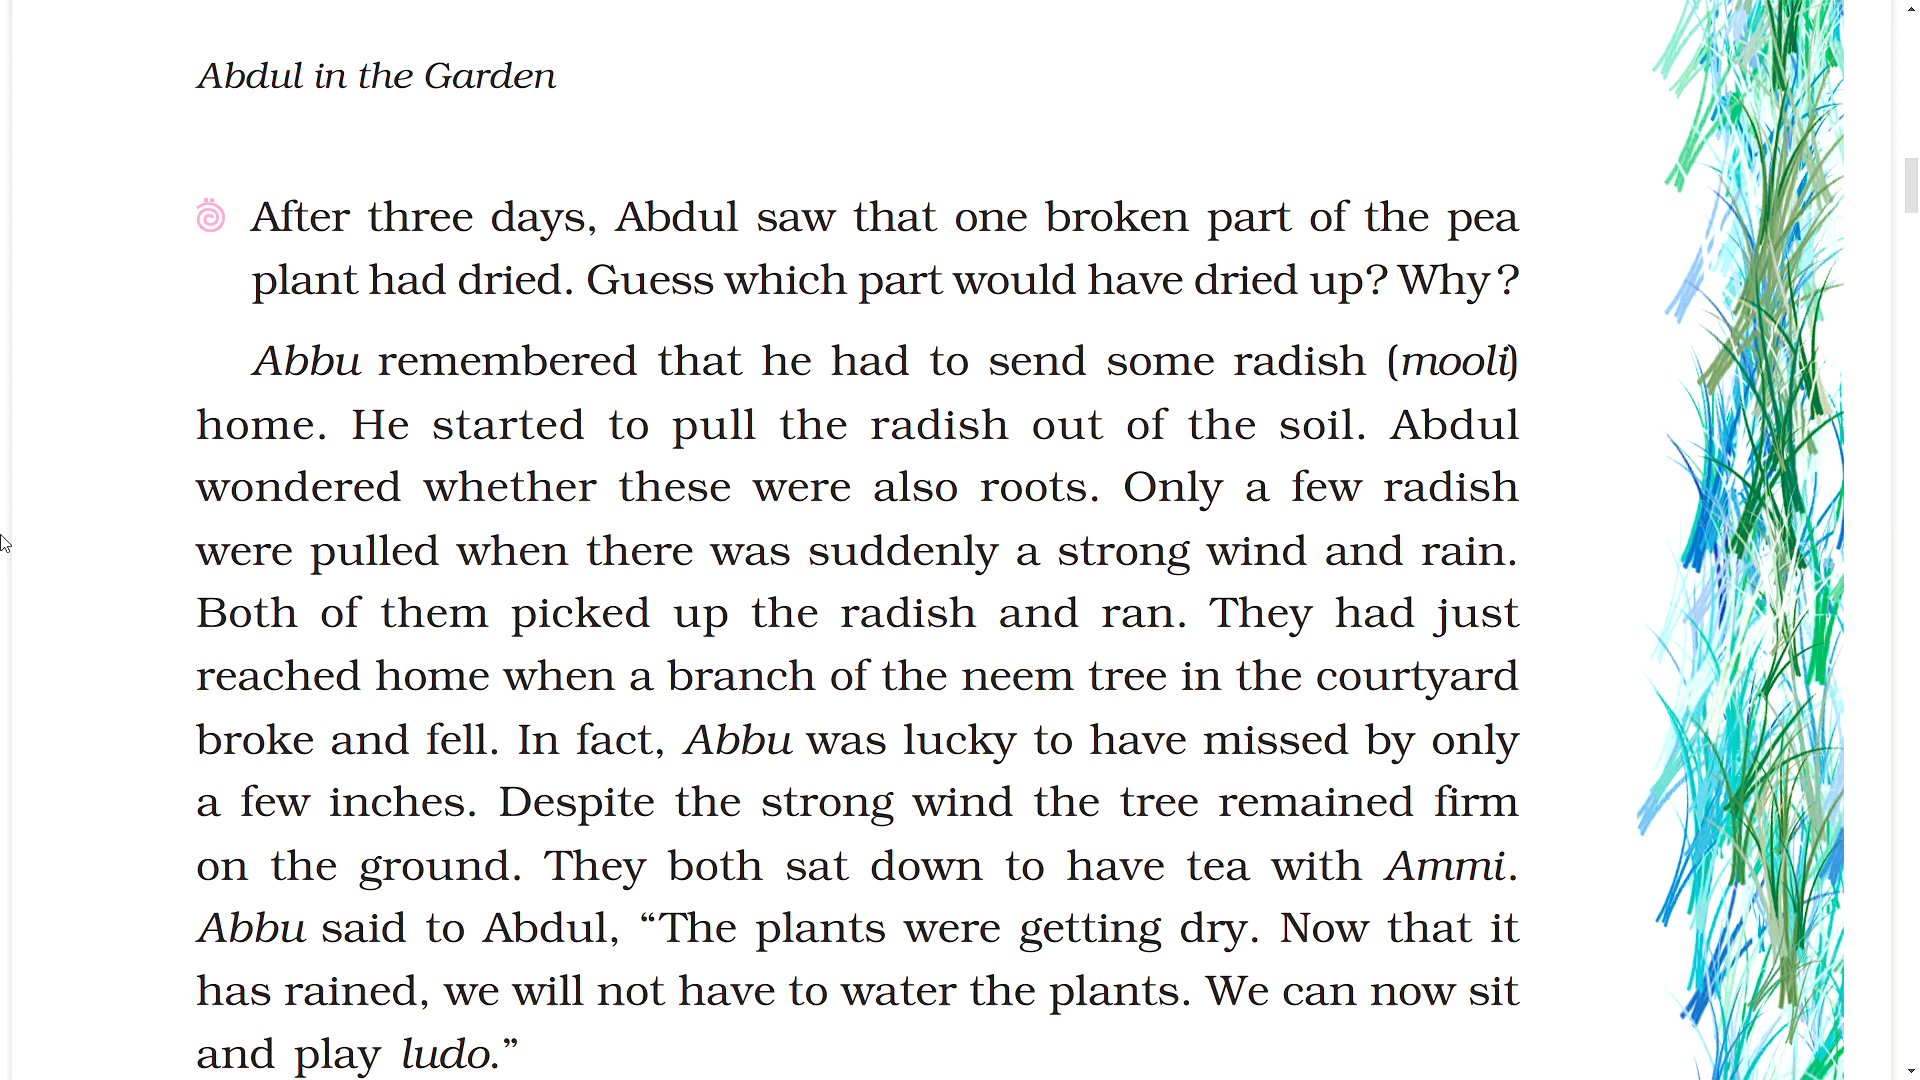 Abdul in the Garden
After three days, Abdul saw that one broken part of the pea
plant had dried. Guess which part would have dried up? Why?
Abbu remembered that he had to send some radish (mooli)
home. He started to pull the radish out of the soil. Abdul
wondered whether these were also roots. Only a few radish
were pulled when there was suddenly a strong wind and rain.
Both of them picked up the radish and ran. They had just
reached home when a branch of the neem tree in the courtyard
broke and fell. In fact, Abbu was lucky to have missed by only
a few inches. Despite the strong wind the tree remained firm
on the ground. They both sat down to have tea with Ammi.
Abbu said to Abdul, “The plants were getting dry. Now that it
has rained, we will not have to water the plants. We can now sit
and play ludo.”